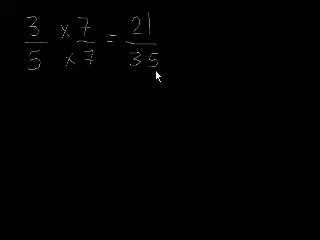 3/5 × 7/× 7 = 21/35